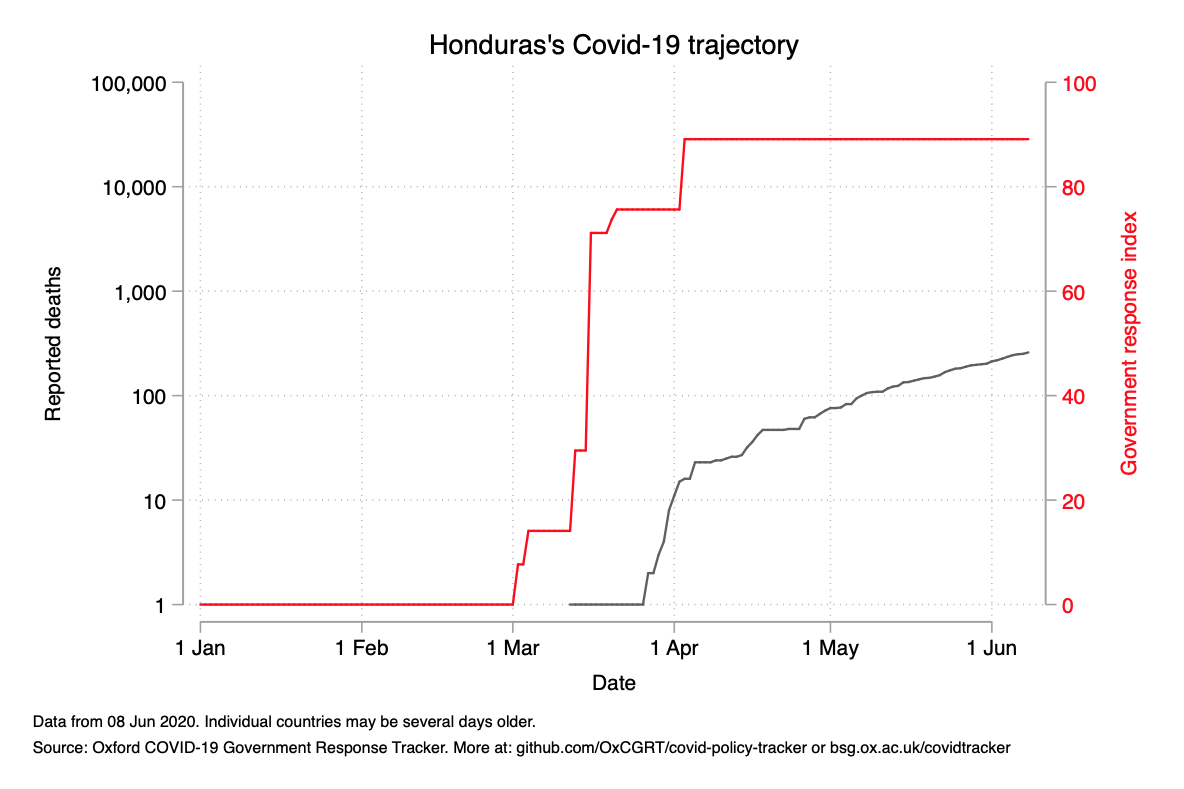 Honduras's Covid-19 trajectory
100,000
10,000
1,000
100
10
1
Reported deaths
100
80
60
40
20
0
Government response index
1 Jan 1 Feb 1 Mar 1 Apr 1 May 1 Jun
Date
Data from 08 Jun 2020. Individual countries may be several days older.
Source: Oxford COVID-19 Government Response Tracker. More at: github.com/OxCGRT/covid-policy-tracker or bsg.ox.ac.uk/covidtracker